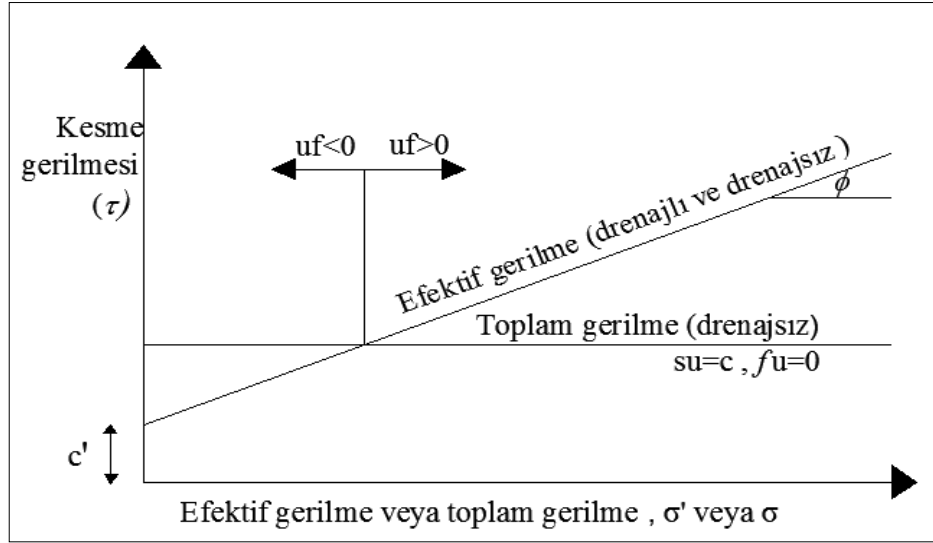 Kesme
gerilmesi
(τ)
uf<0 uf>0
Efektif gerilme (drenajlı ve drenajsız)
ϕ
Toplam gerilme (drenajsız)
su=c , fu=0
c'
Efektif gerilme veya toplam gerilme , σ' veya σ